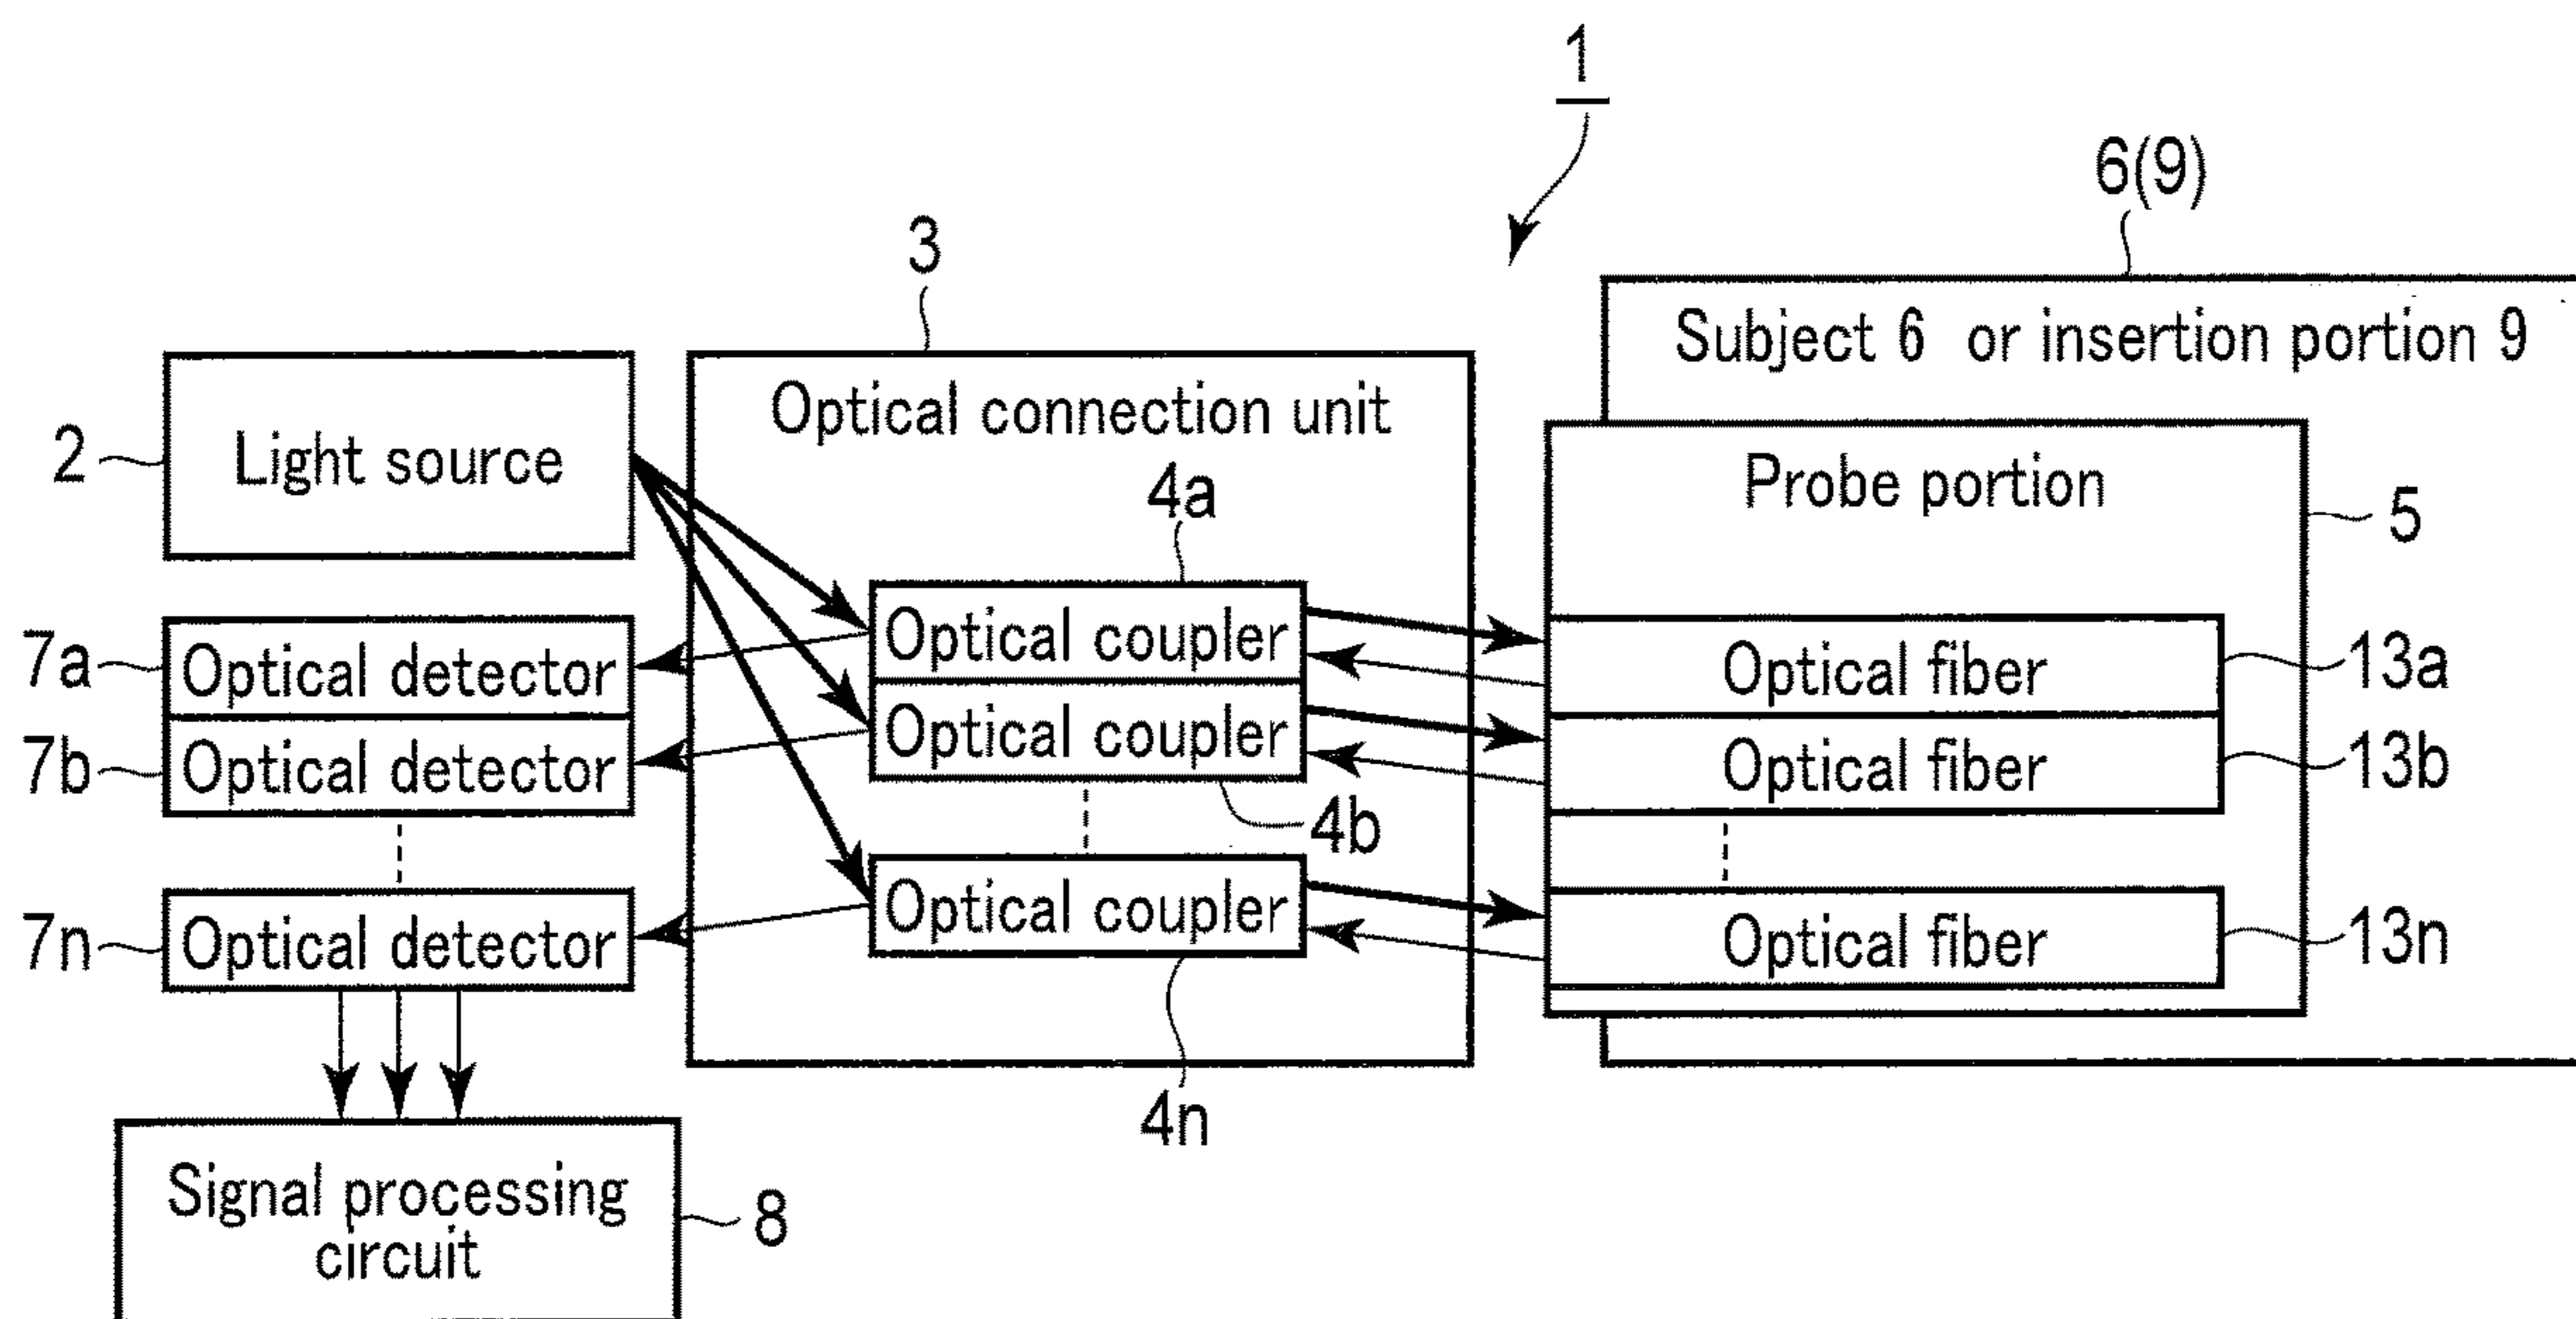 1
6(9)
3
Subject 6 or insertion portion 9
Optical connection unit
2
Light source
4a
Probe portion
5
7a
Optical detector
Optical coupler
Optical fiber
13a
7b
Optical detector
Optical coupler
Optical fiber
13b
4b
7n
Optical detector
Optical coupler
Optical fiber
13n
4n
Signal processing
circuit
8